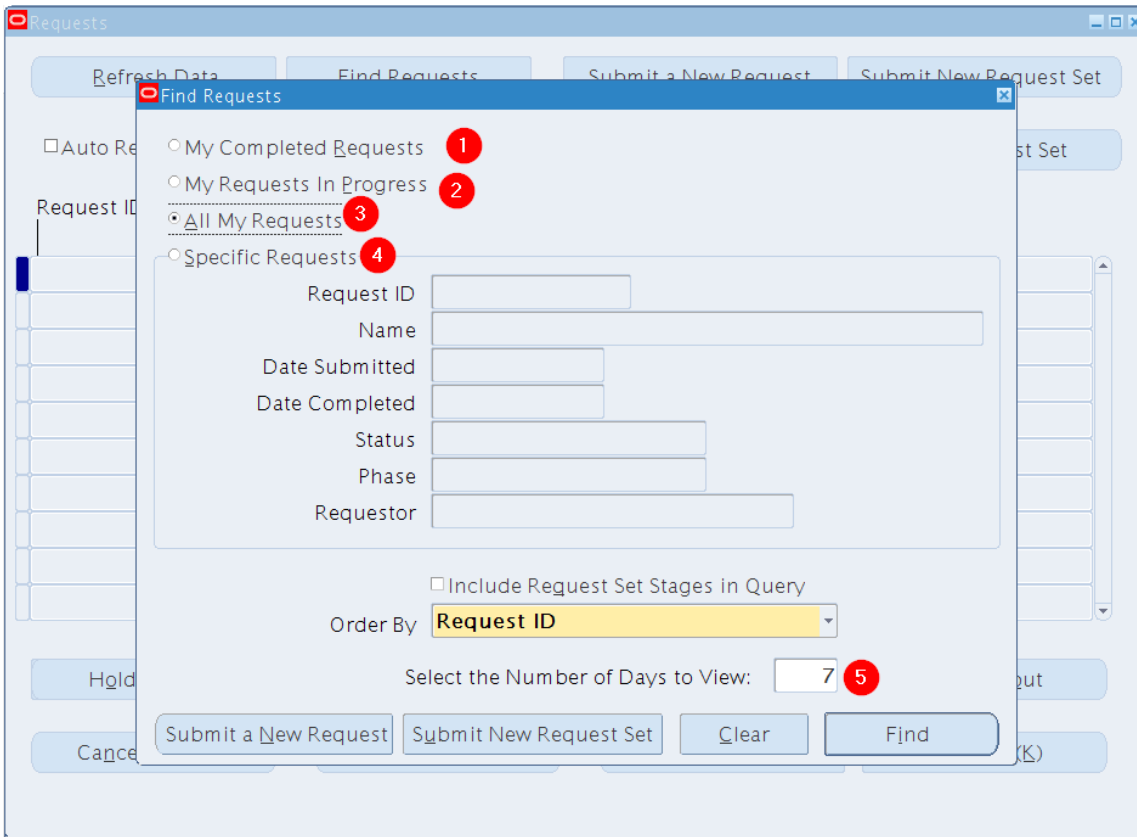 Requests
Refresh Data Find Requests Submit a New Request Submit New Request Set
Find Requests
Auto Re st Set
My Completed Requests 1
My Requests In Progress 2
Request ID
All My Requests 3
Specific Requests 4
Request ID
Name
Date Submitted
Date Completed
Status
Phase
Requestor
Include Request Set Stages in Query
Order By Request ID
Select the Number of Days to View: 7 5
Hold out
Submit a New Request Submit New Request Set Clear Find
Cance (K)